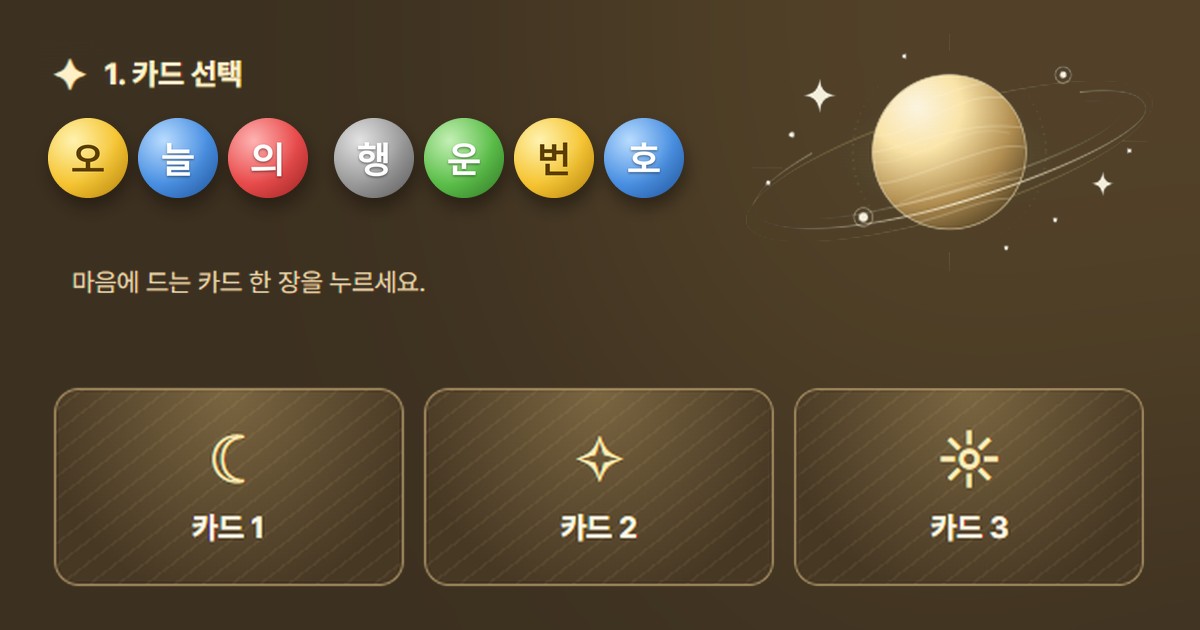 1. 카드 선택
오늘의 행운번호
마음에 드는 카드 한 장을 누르세요.
카드 1
카드 2
카드 3